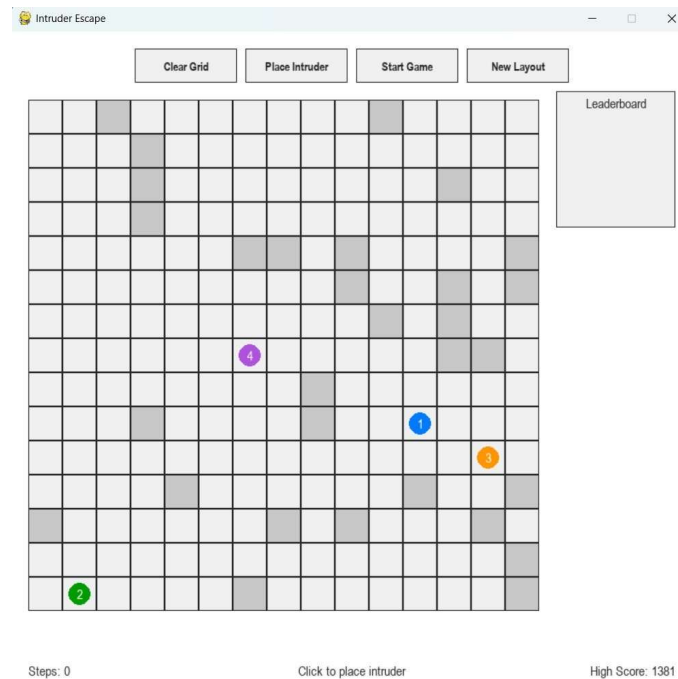 Intruder Escape
Clear Grid Place Intruder Start Game New Layout
Leaderboard
4
1
3
2
Steps: 0 Click to place intruder High Score: 1381